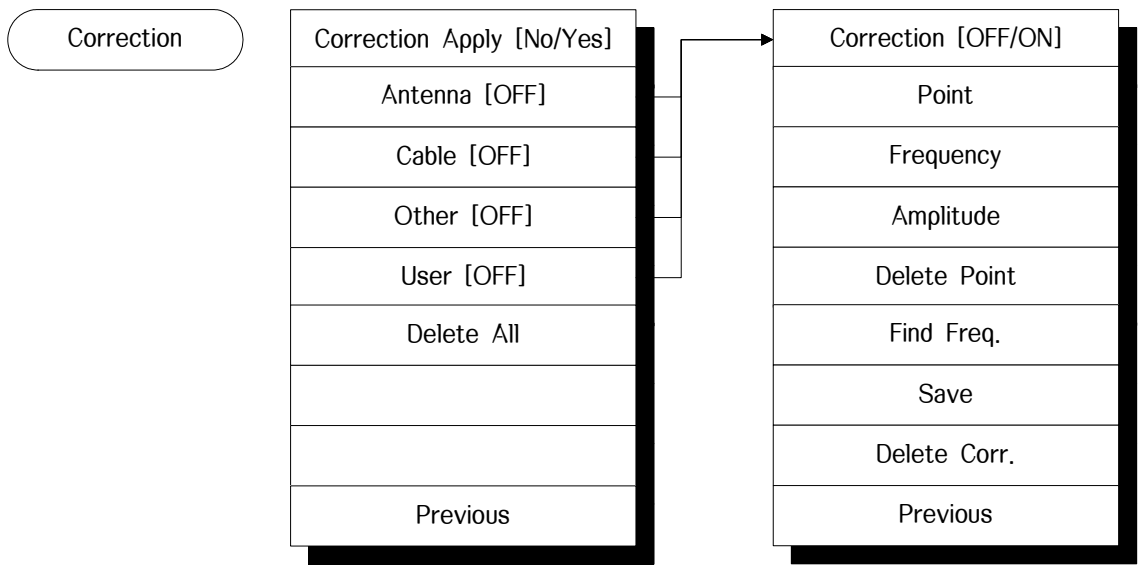 Correction
Correction Apply [No/Yes]
Antenna [OFF]
Cable [OFF]
Other [OFF]
User [OFF]
Delete All
Previous
Correction [OFF/ON]
Point
Frequency
Amplitude
Delete Point
Find Freq.
Save
Delete Corr.
Previous